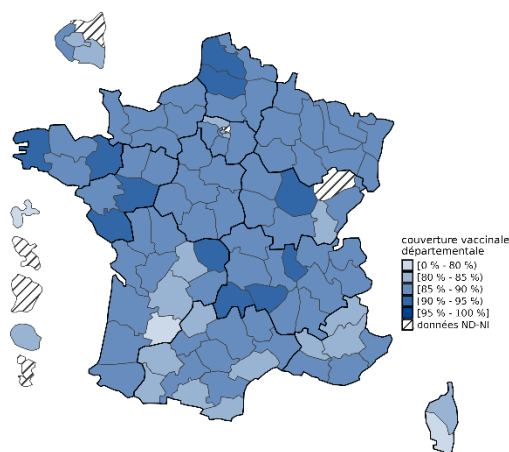 couverture vaccinale
départementale
[0 % - 80 %)
[80 % - 85 %)
[85 % - 90 %)
[90 % - 95 %)
[95 % - 100 %]
données ND-NI